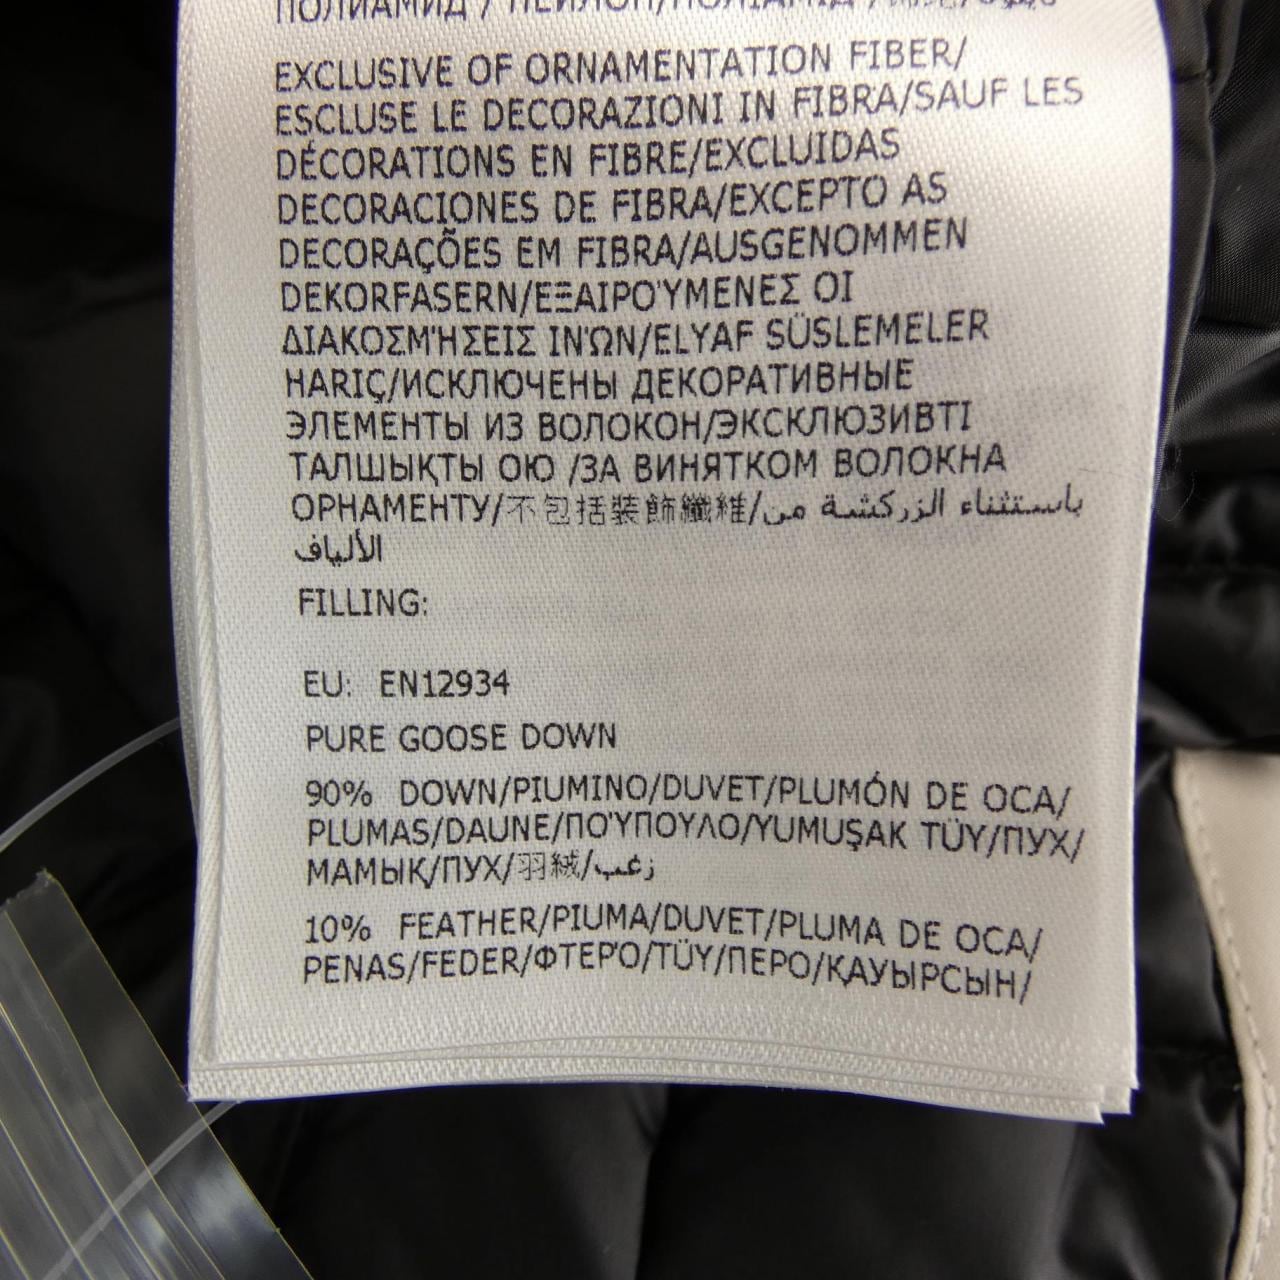 ПОЛИАМИД / НЕЙЛОН/ПОЛІАМІД /
EXCLUSIVE OF ORNAMENTATION FIBER/
ESCLUSE LE DECORAZIONI IN FIBRA/SAUF LES
DÉCORATIONS EN FIBRE/EXCLUIDAS
DECORACIONES DE FIBRA/EXCEPTO AS
DECORAÇÕES EM FIBRA/AUSGENOMMEN
DEKORFASERN/ΕΞΑΙΡΟΎΜΕΝΕΣ ΟΙ
ΔΙΑΚΟΣΜΉΣΕΙΣ ΙΝΏΝ/ELYAF SÜSLEMELER
HARIÇ/ИСКЛЮЧЕНЫ ДЕКОРАТИВНЫЕ
ЭЛЕМЕНТЫ ИЗ ВОЛОКОН/ЭКСКЛЮЗИВТІ
ТАЛШЫҚТЫ ОЮ /ЗА ВИНЯТКОМ ВОЛОКНА
ОРНАМЕНТУ/不包括裝飾纖維/باستثناء الزركشة من
الألياف
FILLING:
EU: EN12934
PURE GOOSE DOWN
90% DOWN/PIUMINO/DUVET/PLUMÓN DE OCA/
PLUMAS/DAUNE/ΠΟΎΠΟΥΛΟ/YUMUŞAK TÜY/ПУХ/
МАМЫҚ/ПУХ/羽絨/زغب
10% FEATHER/PIUMA/DUVET/PLUMA DE OCA/
PENAS/FEDER/ΦΤΕΡΌ/TÜY/ПЕРО/ҚАУЫРСЫН/